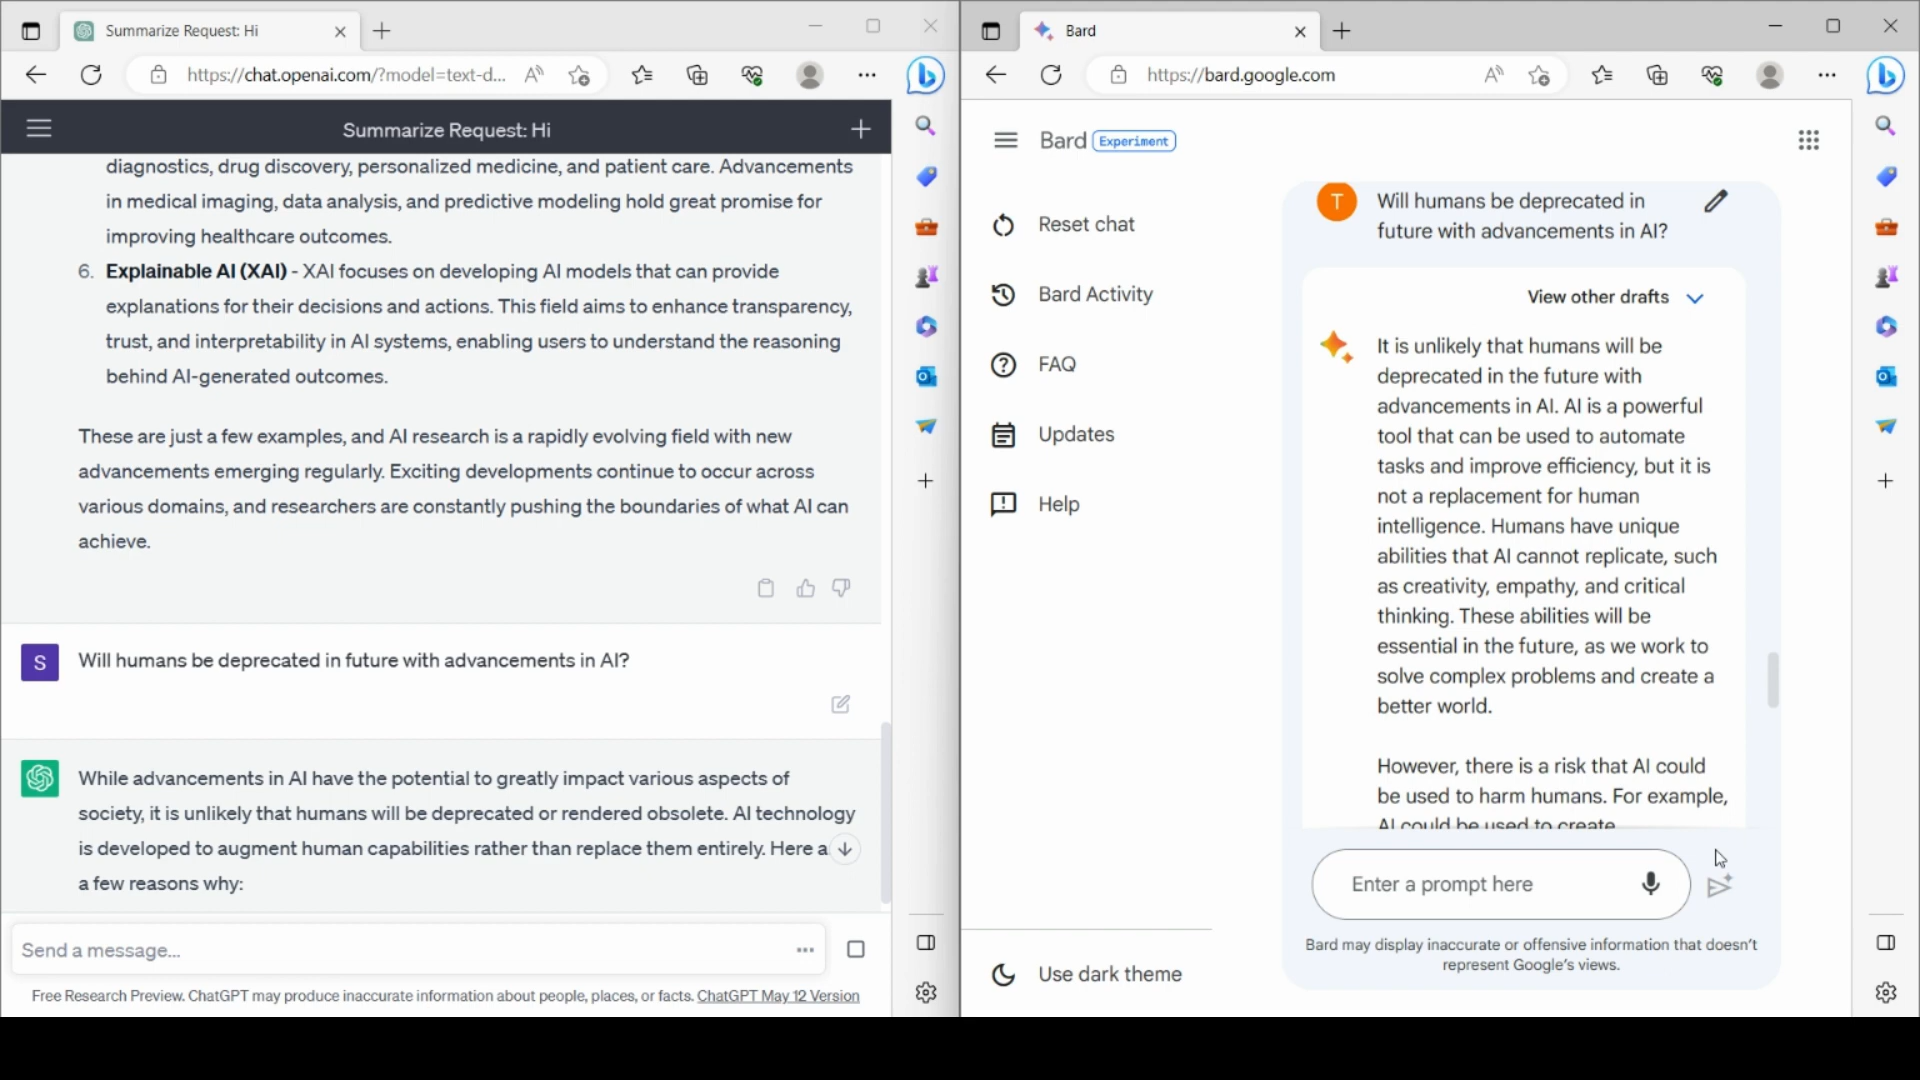 Summarize Request: Hi
https://chat.openai.com/?model=text-d...
Summarize Request: Hi
diagnostics, drug discovery, personalized medicine, and patient care. Advancements
in medical imaging, data analysis, and predictive modeling hold great promise for
improving healthcare outcomes.
6. Explainable AI (XAI) - XAI focuses on developing AI models that can provide
explanations for their decisions and actions. This field aims to enhance transparency,
trust, and interpretability in AI systems, enabling users to understand the reasoning
behind AI-generated outcomes.
These are just a few examples, and AI research is a rapidly evolving field with new
advancements emerging regularly. Exciting developments continue to occur across
various domains, and researchers are constantly pushing the boundaries of what AI can
achieve.
S
Will humans be deprecated in future with advancements in AI?
While advancements in AI have the potential to greatly impact various aspects of
society, it is unlikely that humans will be deprecated or rendered obsolete. AI technology
is developed to augment human capabilities rather than replace them entirely. Here a
a few reasons why:
Send a message...
Free Research Preview. ChatGPT may produce inaccurate information about people, places, or facts. ChatGPT May 12 Version
Bard
https://bard.google.com
Bard Experiment
Reset chat
Bard Activity
FAQ
Updates
Help
Use dark theme
T
Will humans be deprecated in
future with advancements in AI?
View other drafts
It is unlikely that humans will be
deprecated in the future with
advancements in AI. AI is a powerful
tool that can be used to automate
tasks and improve efficiency, but it is
not a replacement for human
intelligence. Humans have unique
abilities that AI cannot replicate, such
as creativity, empathy, and critical
thinking. These abilities will be
essential in the future, as we work to
solve complex problems and create a
better world.
However, there is a risk that AI could
be used to harm humans. For example,
AI could be used to create
Enter a prompt here
Bard may display inaccurate or offensive information that doesn't
represent Google's views.